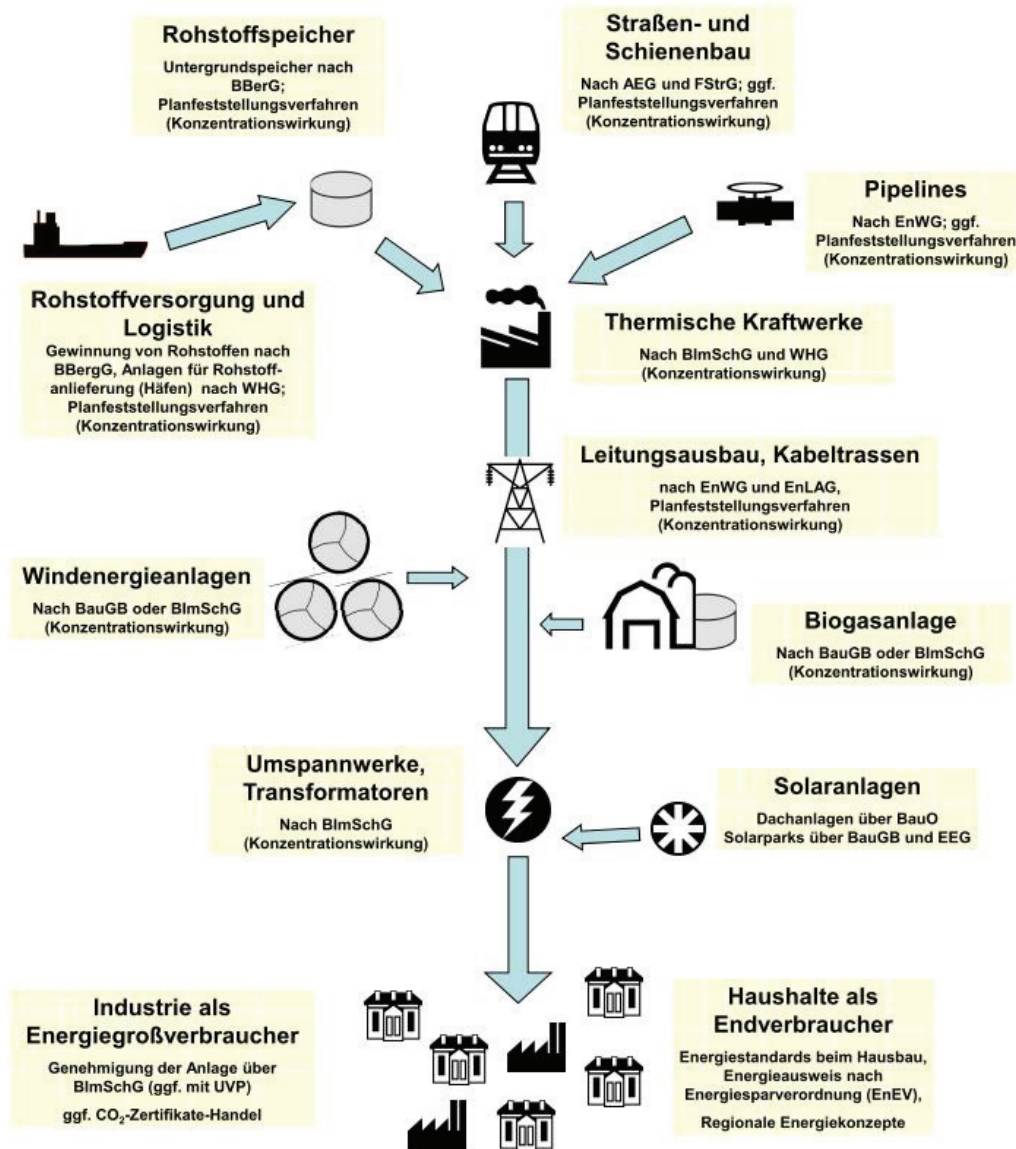 Rohstoffspeicher
Untergrundspeicher nach
BBerG;
Planfeststellungsverfahren
(Konzentrationswirkung)
Straßen- und
Schienenbau
Nach AEG und FStrG; ggf.
Planfeststellungsverfahren
(Konzentrationswirkung)
Pipelines
Nach EnWG; ggf.
Planfeststellungsverfahren
(Konzentrationswirkung)
Rohstoffversorgung und
Logistik
Gewinnung von Rohstoffen nach
BBergG, Anlagen für Rohstoff-
anlieferung (Häfen) nach WHG;
Planfeststellungsverfahren
(Konzentrationswirkung)
Thermische Kraftwerke
Nach BImSchG und WHG
(Konzentrationswirkung)
Leitungsausbau, Kabeltrassen
nach EnWG und EnLAG,
Planfeststellungsverfahren
(Konzentrationswirkung)
Windenergieanlagen
Nach BauGB oder BImSchG
(Konzentrationswirkung)
Biogasanlage
Nach BauGB oder BImSchG
(Konzentrationswirkung)
Umspannwerke,
Transformatoren
Nach BImSchG
(Konzentrationswirkung)
Solaranlagen
Dachanlagen über BauO
Solarparks über BauGB und EEG
Industrie als
Energiegroßverbraucher
Genehmigung der Anlage über
BImSchG (ggf. mit UVP)
ggf. CO₂-Zertifikate-Handel
Haushalte als
Endverbraucher
Energiestandards beim Hausbau,
Energieausweis nach
Energiesparverordnung (EnEV),
Regionale Energiekonzepte